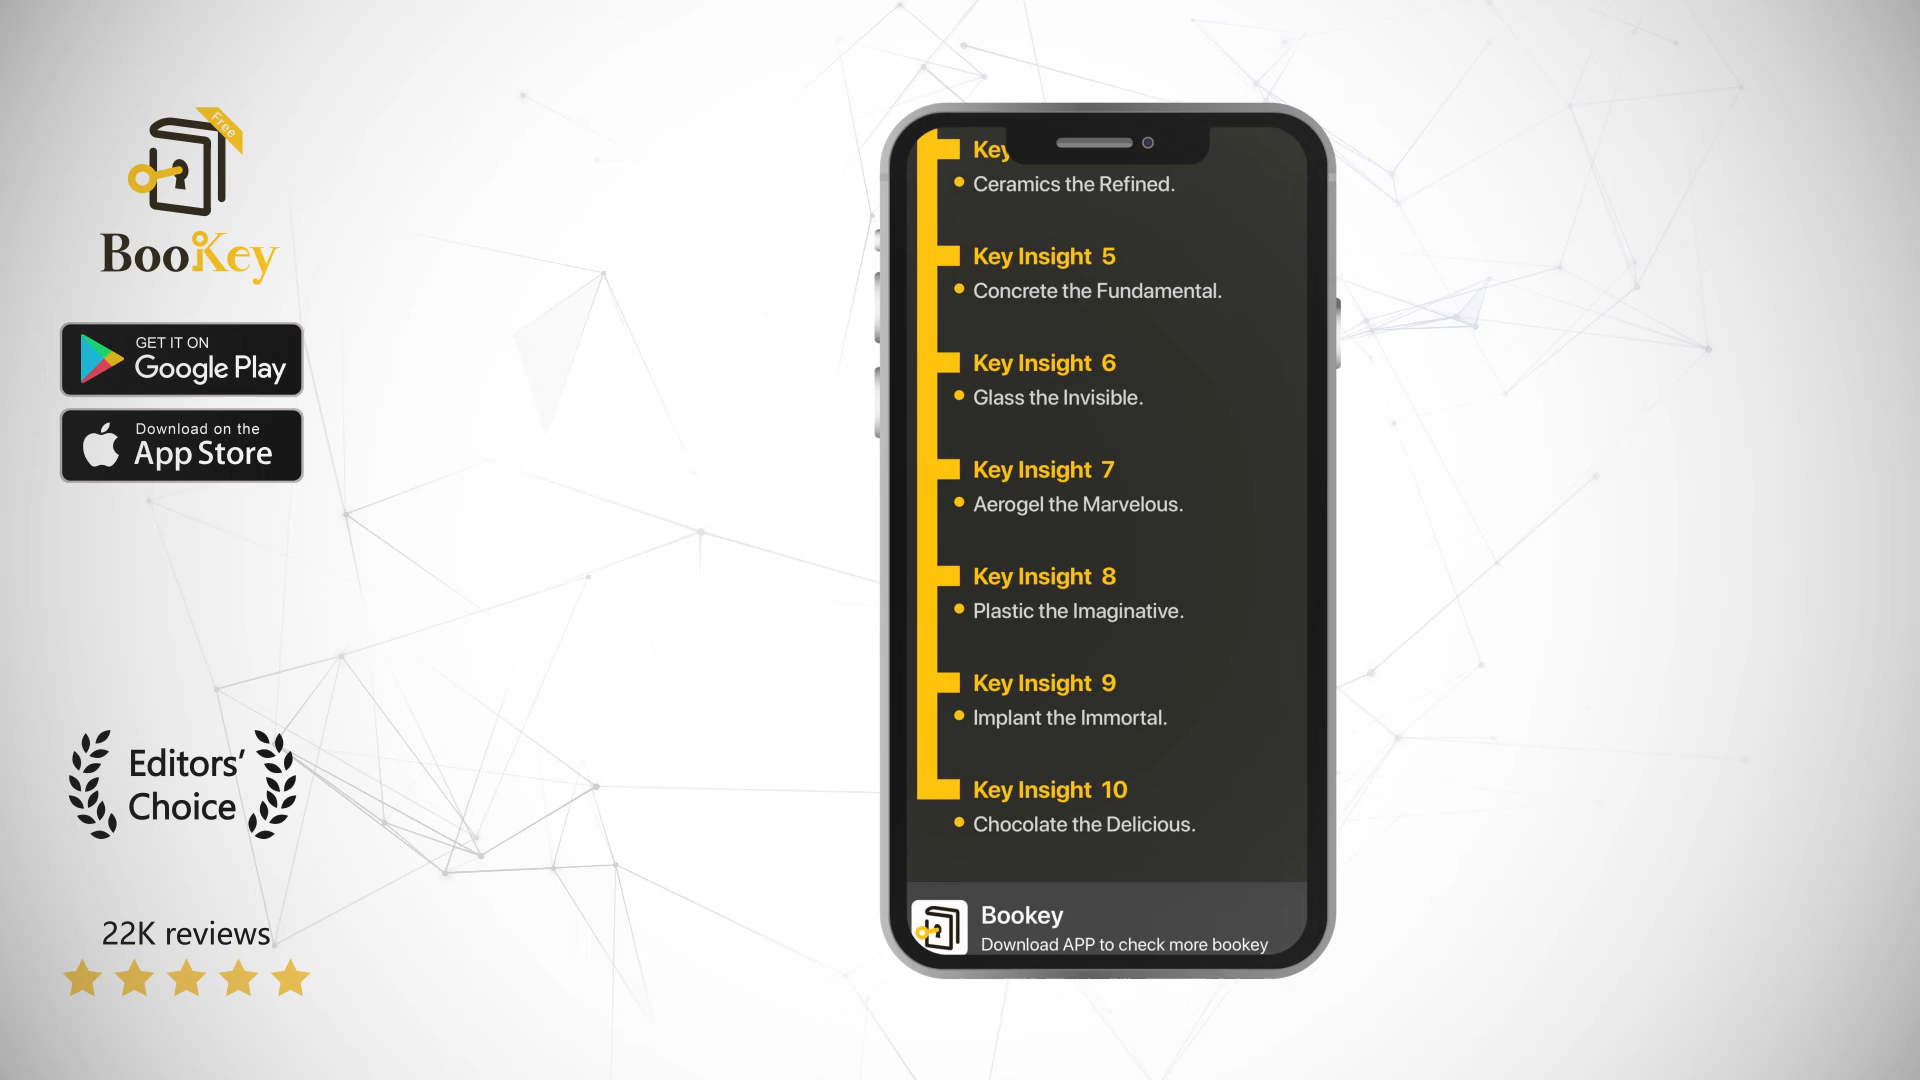 Free
BooKey
GET IT ON
Google Play
Download on the
App Store
Editors’
Choice
22K reviews
Key
Ceramics the Refined.
Key Insight 5
Concrete the Fundamental.
Key Insight 6
Glass the Invisible.
Key Insight 7
Aerogel the Marvelous.
Key Insight 8
Plastic the Imaginative.
Key Insight 9
Implant the Immortal.
Key Insight 10
Chocolate the Delicious.
Bookey
Download APP to check more bookey